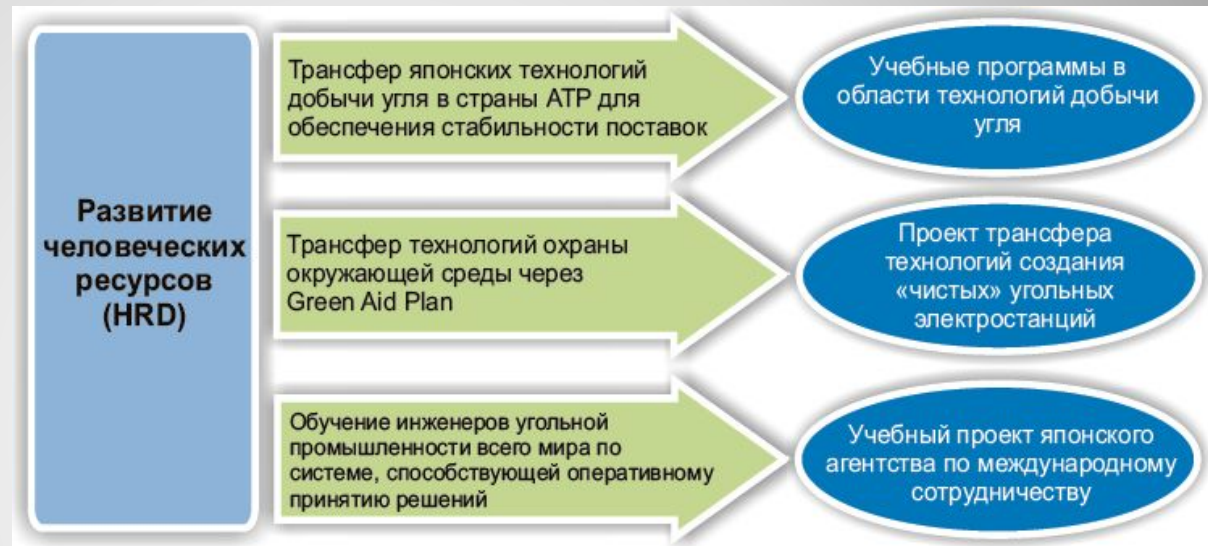 Развитие
человеческих
ресурсов
(HRD)
Трансфер японских технологий
добычи угля в страны АТР для
обеспечения стабильности поставок
Учебные программы в
области технологий добычи
угля
Трансфер технологий охраны
окружающей среды через
Green Aid Plan
Проект трансфера
технологий создания
«чистых» угольных
электростанций
Обучение инженеров угольной
промышленности всего мира по
системе, способствующей оперативному
принятию решений
Учебный проект японского
агентства по международному
сотрудничеству